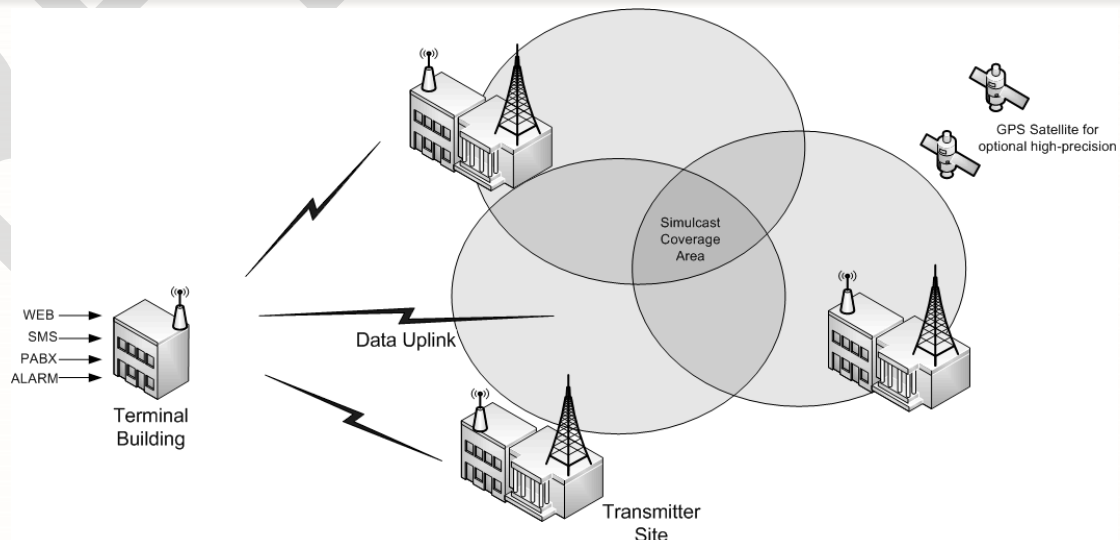 GPS Satellite for
optional high-precision
Simulcast
Coverage
Area
WEB
SMS
PABX
ALARM
Data Uplink
Terminal
Building
Transmitter
Site